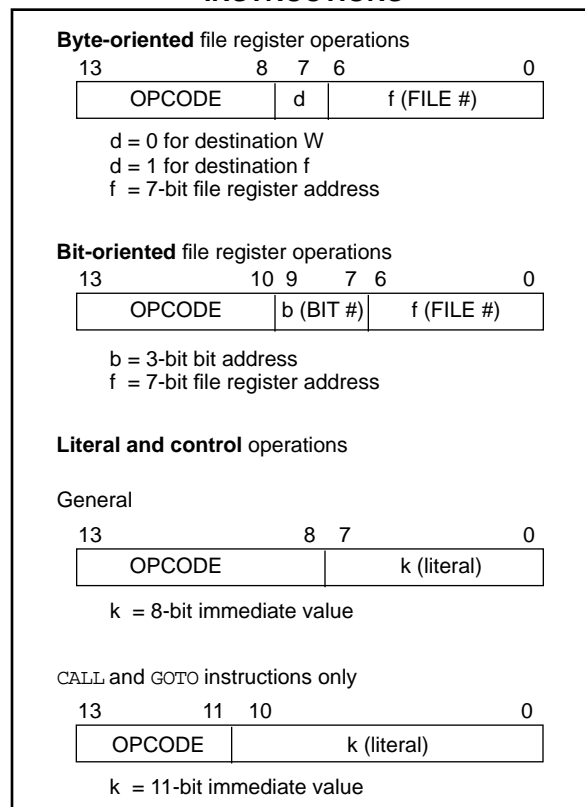 Byte-oriented file register operations
13 8 7 6 0
OPCODE d f (FILE #)
d = 0 for destination W
d = 1 for destination f
f = 7-bit file register address
Bit-oriented file register operations
13 10 9 7 6 0
OPCODE b (BIT #) f (FILE #)
b = 3-bit bit address
f = 7-bit file register address
Literal and control operations
General
13 8 7 0
OPCODE k (literal)
k = 8-bit immediate value
CALL and GOTO instructions only
13 11 10 0
OPCODE k (literal)
k = 11-bit immediate value